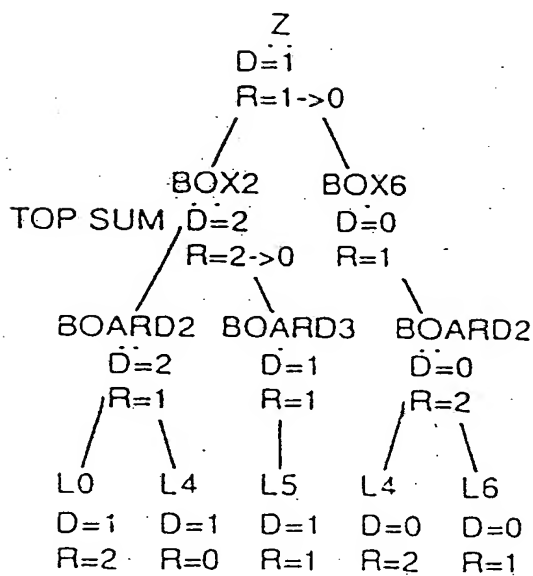 Z
D=1
R=1->0
BOX2 BOX6
TOP SUM D=2 D=0
R=2->0 R=1
BOARD2 BOARD3 BOARD2
D=2 D=1 D=0
R=1 R=1 R=2
L0 L4 L5 L4 L6
D=1 D=1 D=1 D=0 D=0
R=2 R=0 R=1 R=2 R=1